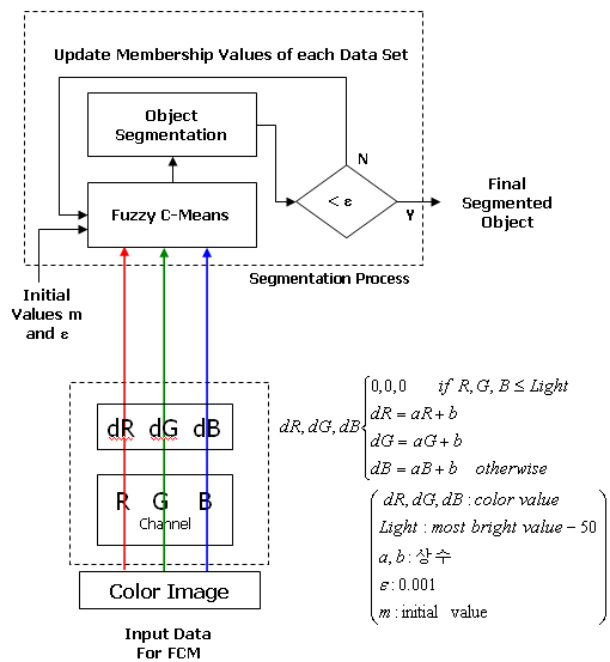 Update Membership Values of each Data Set
Object
Segmentation
N
< ε
Y
Final
Segmented
Object
Fuzzy C-Means
Segmentation Process
Initial
Values m
and ε
dR dG dB
R G B
Channel
Color Image
Input Data
For FCM
dR, dG, dB
0,0,0 if R, G, B ≤ Light
dR = aR + b
dG = aG + b
dB = aB + b otherwise
dR, dG, dB : color value
Light : most bright value − 50
a, b : 상수
ε : 0.001
m : initial value